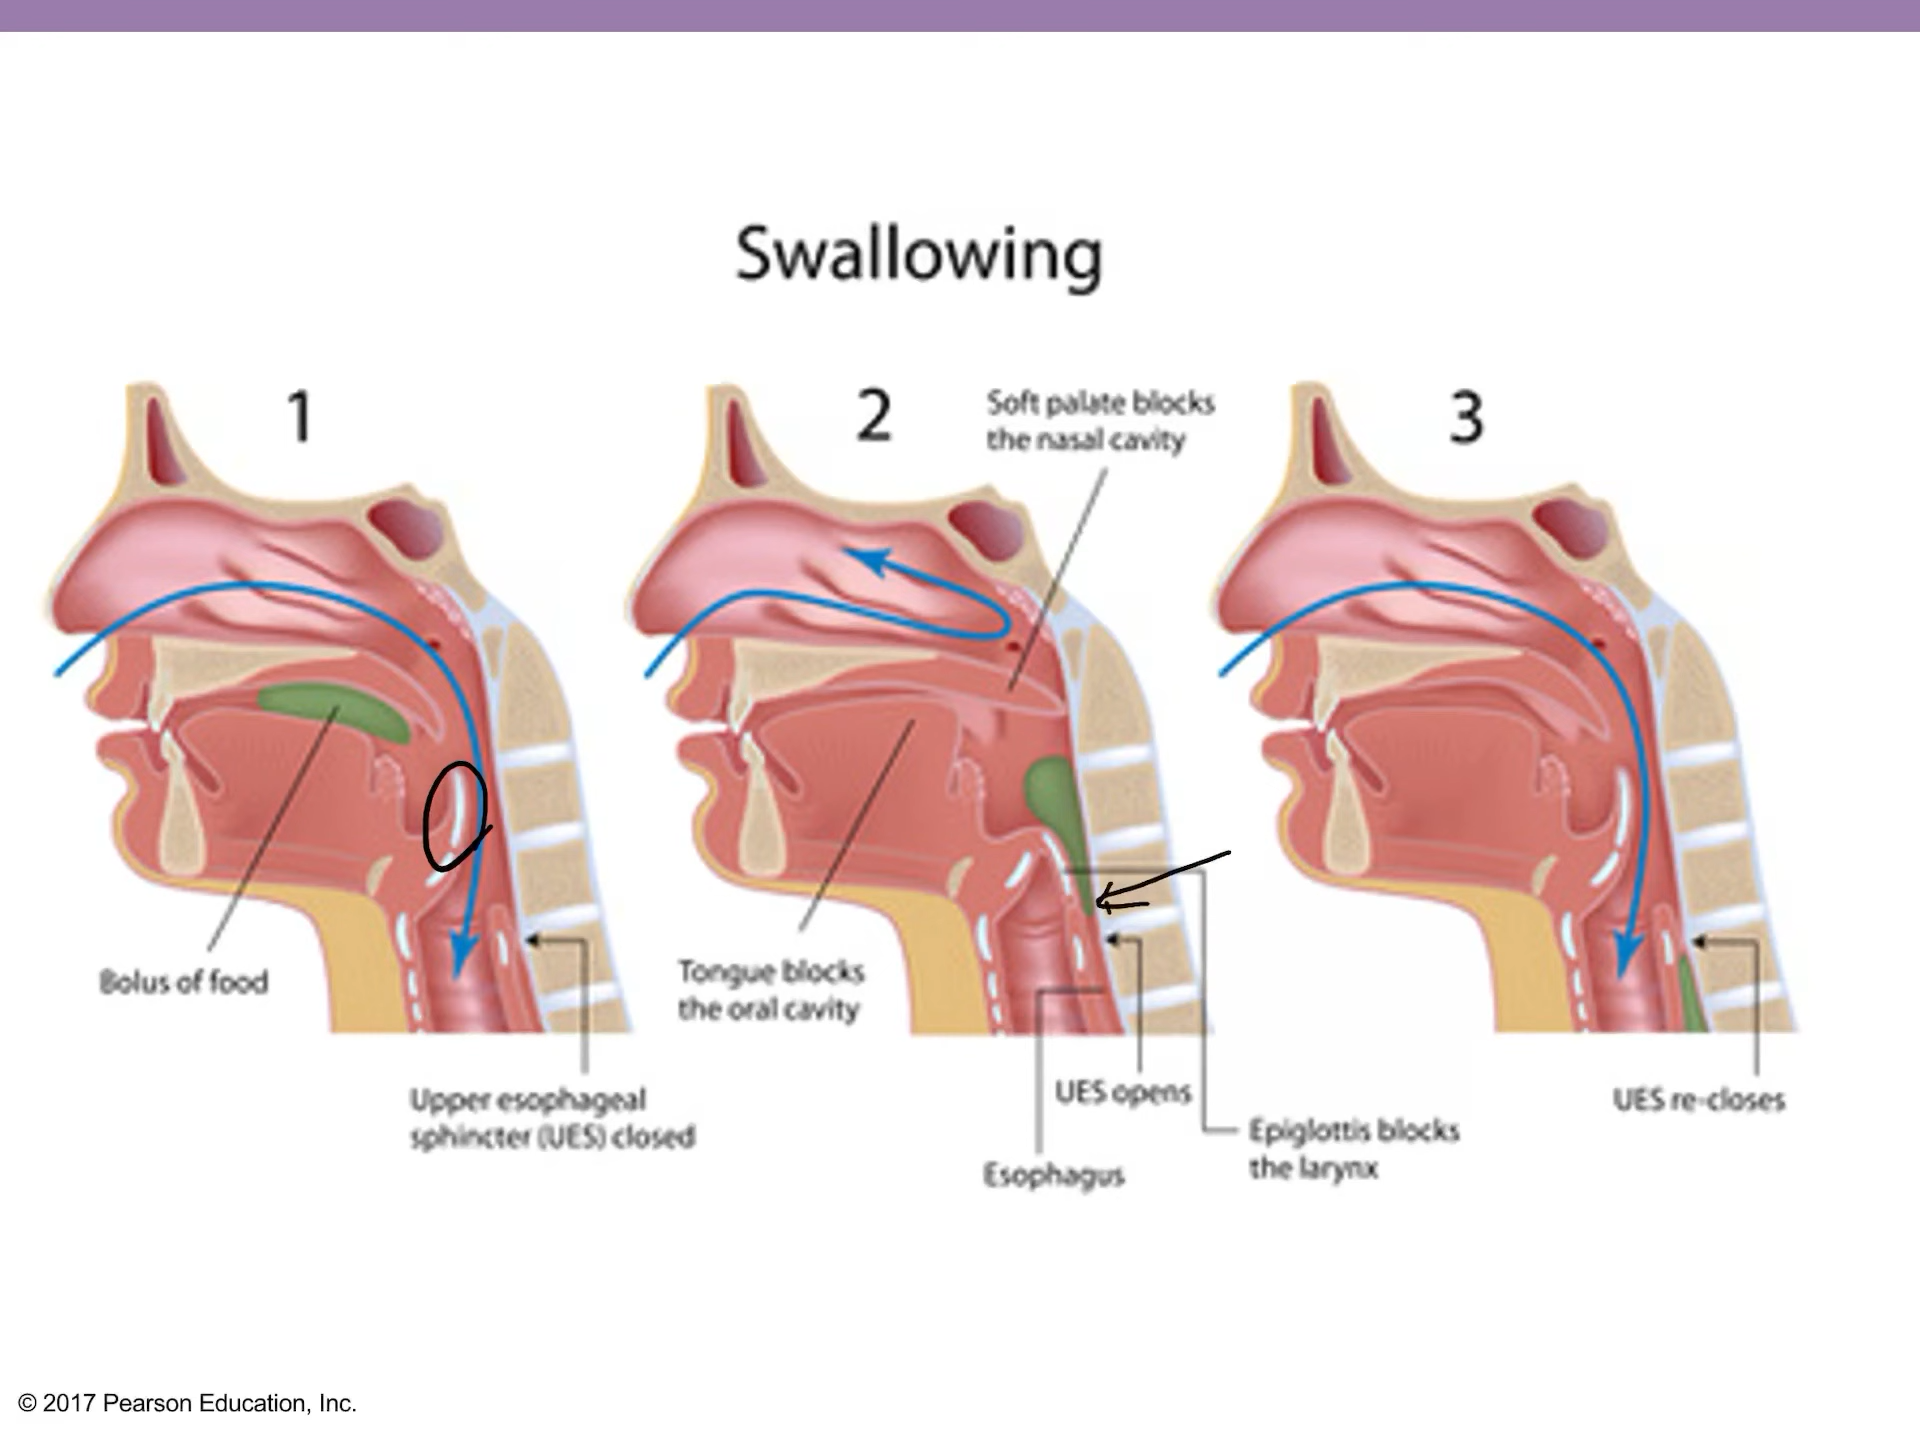 Swallowing
1
2
3
Soft palate blocks
the nasal cavity
Bolus of food
Tongue blocks
the oral cavity
Upper esophageal
sphincter (UES) closed
UES opens
Esophagus
Epiglottis blocks
the larynx
UES re-closes
© 2017 Pearson Education, Inc.